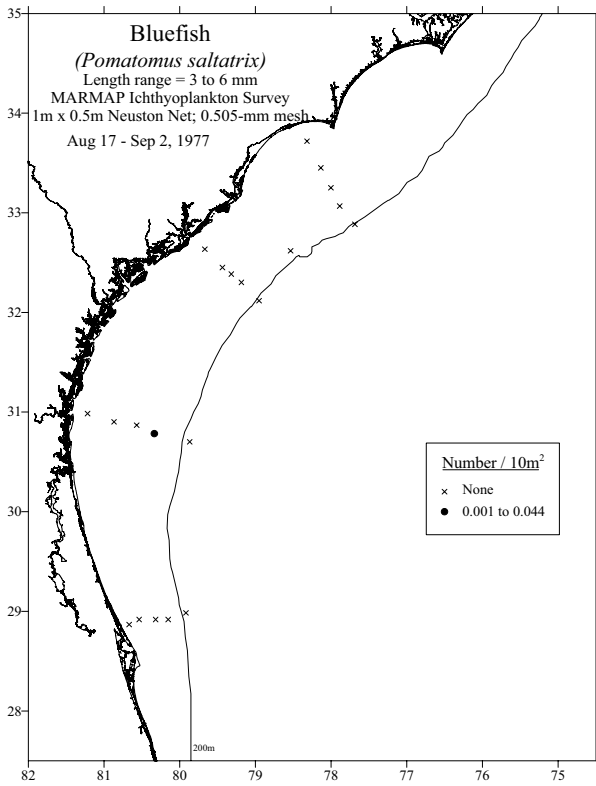 Bluefish
(Pomatomus saltatrix)
Length range = 3 to 6 mm
MARMAP Ichthyoplankton Survey
1m x 0.5m Neuston Net; 0.505-mm mesh
Aug 17 - Sep 2, 1977
35
34
33
32
31
30
29
28
Number / 10m²
× None
● 0.001 to 0.044
200m
82 81 80 79 78 77 76 75